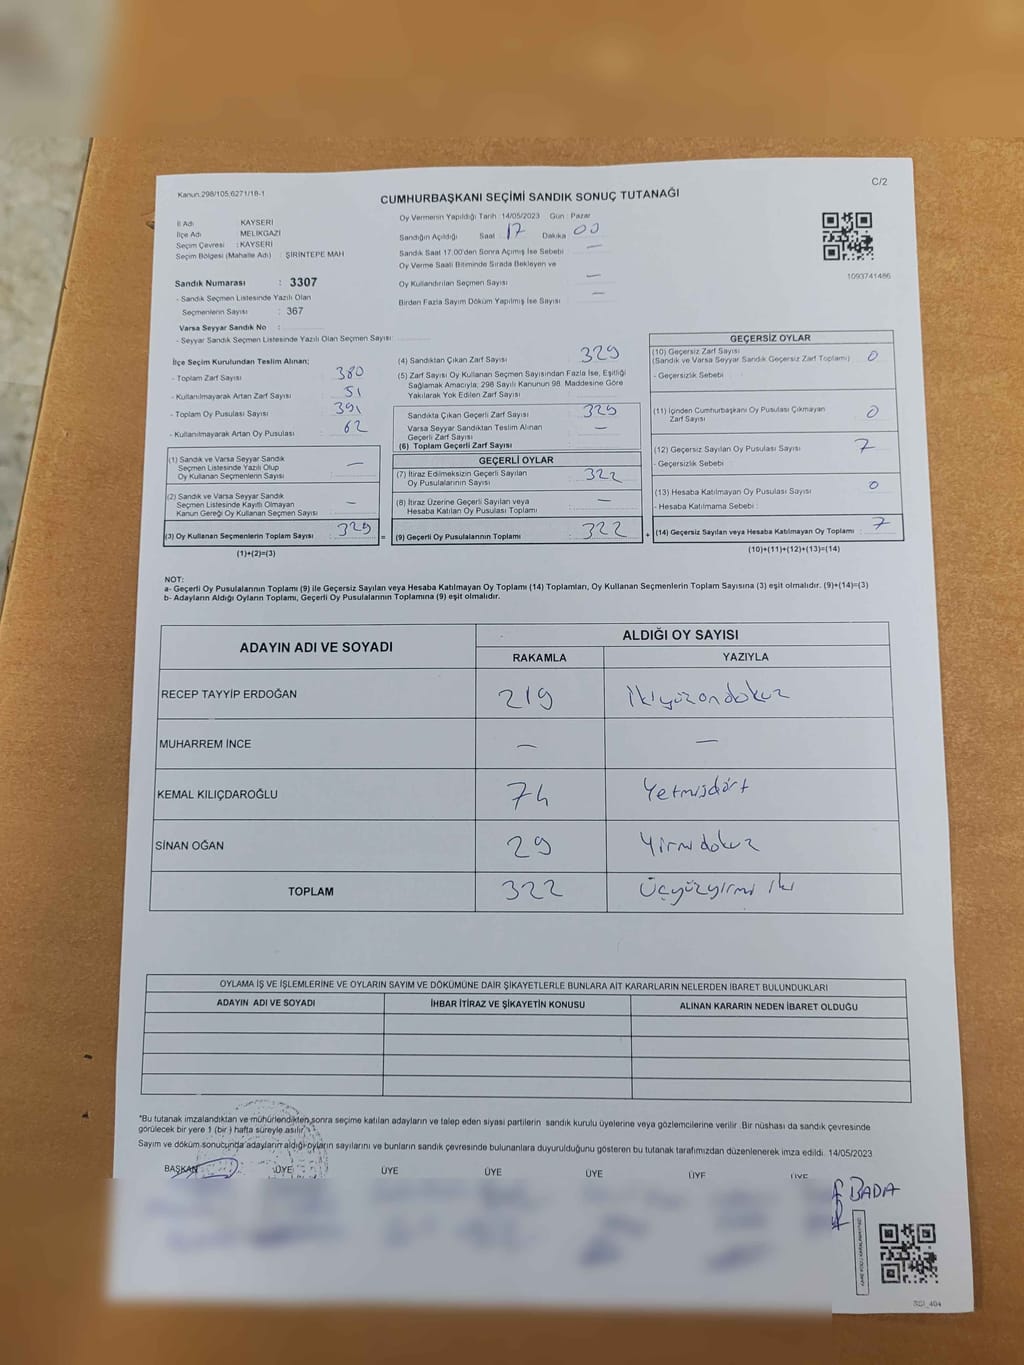 Kanun.298/105,6271/18-1
C/2
CUMHURBAŞKANI SEÇİMİ SANDIK SONUÇ TUTANAĞI
İl Adı : KAYSERİ
İlçe Adı : MELİKGAZİ
Seçim Çevresi : KAYSERİ
Seçim Bölgesi (Mahalle Adı) : ŞİRİNTEPE MAH
Sandık Numarası : 3307
- Sandık Seçmen Listesinde Yazılı Olan
Seçmenlerin Sayısı : 367
Varsa Seyyar Sandık No :
- Seyyar Sandık Seçmen Listesinde Yazılı Olan Seçmen Sayısı:
Oy Vermenin Yapıldığı Tarih :14/05/2023 Gün : Pazar
Sandığın Açıldığı Saat : 17 Dakika : 00
Sandık Saat 17.00'den Sonra Açımış İse Sebebi : —
Oy Verme Saati Bitiminde Sırada Bekleyen ve
Oy Kullandırılan Seçmen Sayısı : —
Birden Fazla Sayım Döküm Yapılmış İse Sayısı : —
1093741486
İlçe Seçim Kurulundan Teslim Alınan;
- Toplam Zarf Sayısı : 380
- Kullanılmayarak Artan Zarf Sayısı : 51
- Toplam Oy Pusulası Sayısı : 391
- Kullanılmayarak Artan Oy Pusulası : 62
(1) Sandık ve Varsa Seyyar Sandık
Seçmen Listesinde Yazılı Olup
Oy Kullanan Seçmenlerin Sayısı : —
(2) Sandık ve Varsa Seyyar Sandık
Seçmen Listesinde Kayıtlı Olmayan
Kanun Gereği Oy Kullanan Seçmen Sayısı : —
(3) Oy Kullanan Seçmenlerin Toplam Sayısı : 329 =
(1)+(2)=(3)
(4) Sandıktan Çıkan Zarf Sayısı : 329
(5) Zarf Sayısı Oy Kullanan Seçmen Sayısından Fazla İse, Eşitliği
Sağlamak Amacıyla; 298 Sayılı Kanunun 98. Maddesine Göre
Yakılarak Yok Edilen Zarf Sayısı :
Sandıkta Çıkan Geçerli Zarf Sayısı : 329
Varsa Seyyar Sandıktan Teslim Alınan
Geçerli Zarf Sayısı : —
(6) Toplam Geçerli Zarf Sayısı :
GEÇERLİ OYLAR
(7) İtiraz Edilmeksizin Geçerli Sayılan
Oy Pusulalarının Sayısı : 322
(8) İtiraz Üzerine Geçerli Sayılan veya
Hesaba Katılan Oy Pusulası Toplamı : —
(9) Geçerli Oy Pusulalarının Toplamı : 322 +
GEÇERSİZ OYLAR
(10) Geçersiz Zarf Sayısı
(Sandık ve Varsa Seyyar Sandık Geçersiz Zarf Toplamı) : 0
- Geçersizlik Sebebi :
(11) İçinden Cumhurbaşkanı Oy Pusulası Çıkmayan
Zarf Sayısı : 0
(12) Geçersiz Sayılan Oy Pusulası Sayısı : 7
- Geçersizlik Sebebi :
(13) Hesaba Katılmayan Oy Pusulası Sayısı : 0
- Hesaba Katılmama Sebebi :
(14) Geçersiz Sayılan veya Hesaba Katılmayan Oy Toplamı : 7
(10)+(11)+(12)+(13)=(14)
NOT:
a- Geçerli Oy Pusulalarının Toplamı (9) ile Geçersiz Sayılan veya Hesaba Katılmayan Oy Toplamı (14) Toplamları, Oy Kullanan Seçmenlerin Toplam Sayısına (3) eşit olmalıdır. (9)+(14)=(3)
b- Adayların Aldığı Oyların Toplamı, Geçerli Oy Pusulalarının Toplamına (9) eşit olmalıdır.
ADAYIN ADI VE SOYADI ALDIĞI OY SAYISI
RAKAMLA YAZIYLA
RECEP TAYYİP ERDOĞAN 219 İkiyüzondokuz
MUHARREM İNCE — —
KEMAL KILIÇDAROĞLU 74 Yetmişdört
SİNAN OĞAN 29 Yirmidokuz
TOPLAM 322 Üçyüzyirmi iki
OYLAMA İŞ VE İŞLEMLERİNE VE OYLARIN SAYIM VE DÖKÜMÜNE DAİR ŞİKAYETLERLE BUNLARA AİT KARARLARIN NELERDEN İBARET BULUNDUKLARI
ADAYIN ADI VE SOYADI İHBAR İTİRAZ VE ŞİKAYETİN KONUSU ALINAN KARARIN NEDEN İBARET OLDUĞU
*Bu tutanak imzalandıktan ve mühürlendikten sonra seçime katılan adayların ve talep eden siyasi partilerin sandık kurulu üyelerine veya gözlemcilerine verilir. Bir nüshası da sandık çevresinde
görülecek bir yere 1 (bir ) hafta süreyle asılır.
Sayım ve döküm sonucunda adayların aldığı oyların sayılarını ve bunların sandık çevresinde bulunanlara duyurulduğunu gösteren bu tutanak tarafımızdan düzenlenerek imza edildi. 14/05/2023
BAŞKAN ÜYE ÜYE ÜYE ÜYE ÜYE ÜYE
BADA